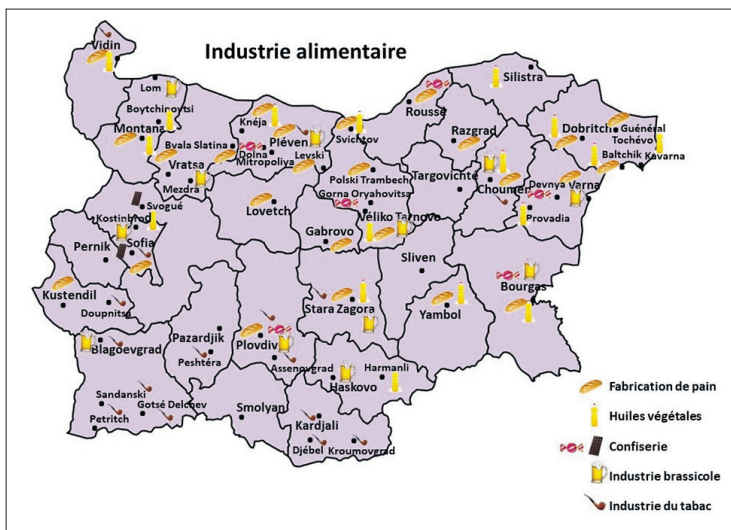 Industrie alimentaire
Vidin
Lom
Boytchinovtsi
Montana
Bvala Slatina
Vratsa
Mezdra
Knéja
Pléven
Dolna
Mitropoliya
Levski
Svichtov
Rousse
Silistra
Razgrad
Dobritch
Guénéral
Tochévo
Baltchik
Kavarna
Polski Trambech
Gorna Oryahovitsa
Targovichte
Choumen
Devnya
Varna
Provadia
Véliko Tarnovo
Lovetch
Gabrovo
Svogué
Kostinbrod
Sofia
Pernik
Kustendil
Doupnitsa
Sliven
Bourgas
Stara Zagora
Yambol
Plovdiv
Pazardjik
Peshtéra
Assenovgrad
Blagoevgrad
Haskovo
Harmanli
Sandanski
Gotsé Delchev
Petritch
Smolyan
Kardjali
Djébel
Kroumovgrad
Fabrication de pain
Huiles végétales
Confiserie
Industrie brassicole
Industrie du tabac